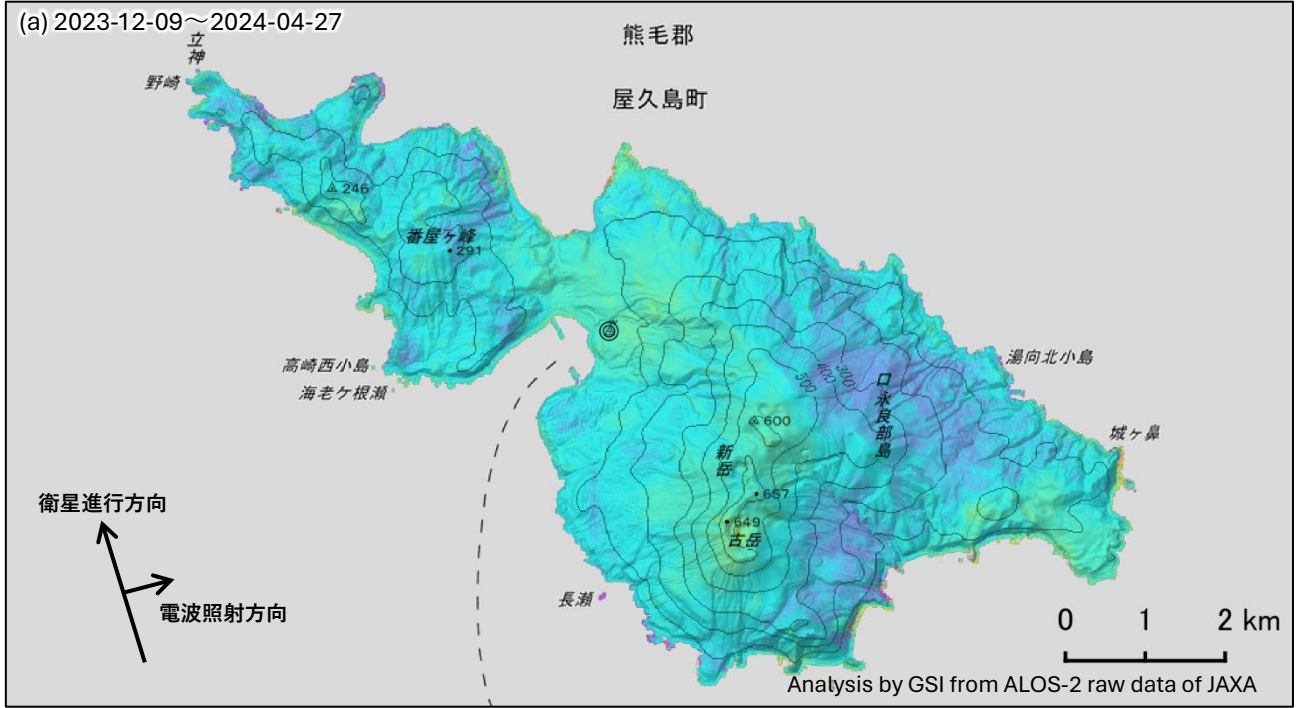 (a) 2023-12-09～2024-04-27
熊毛郡
立神
野崎
屋久島町
246
番屋ヶ峰
291
高崎西小島
海老ケ根瀬
湯向北小島
300
400
500
口永良部島
600
城ヶ鼻
新岳
657
649
古岳
衛星進行方向
電波照射方向
長瀬
0 1 2 km
Analysis by GSI from ALOS-2 raw data of JAXA